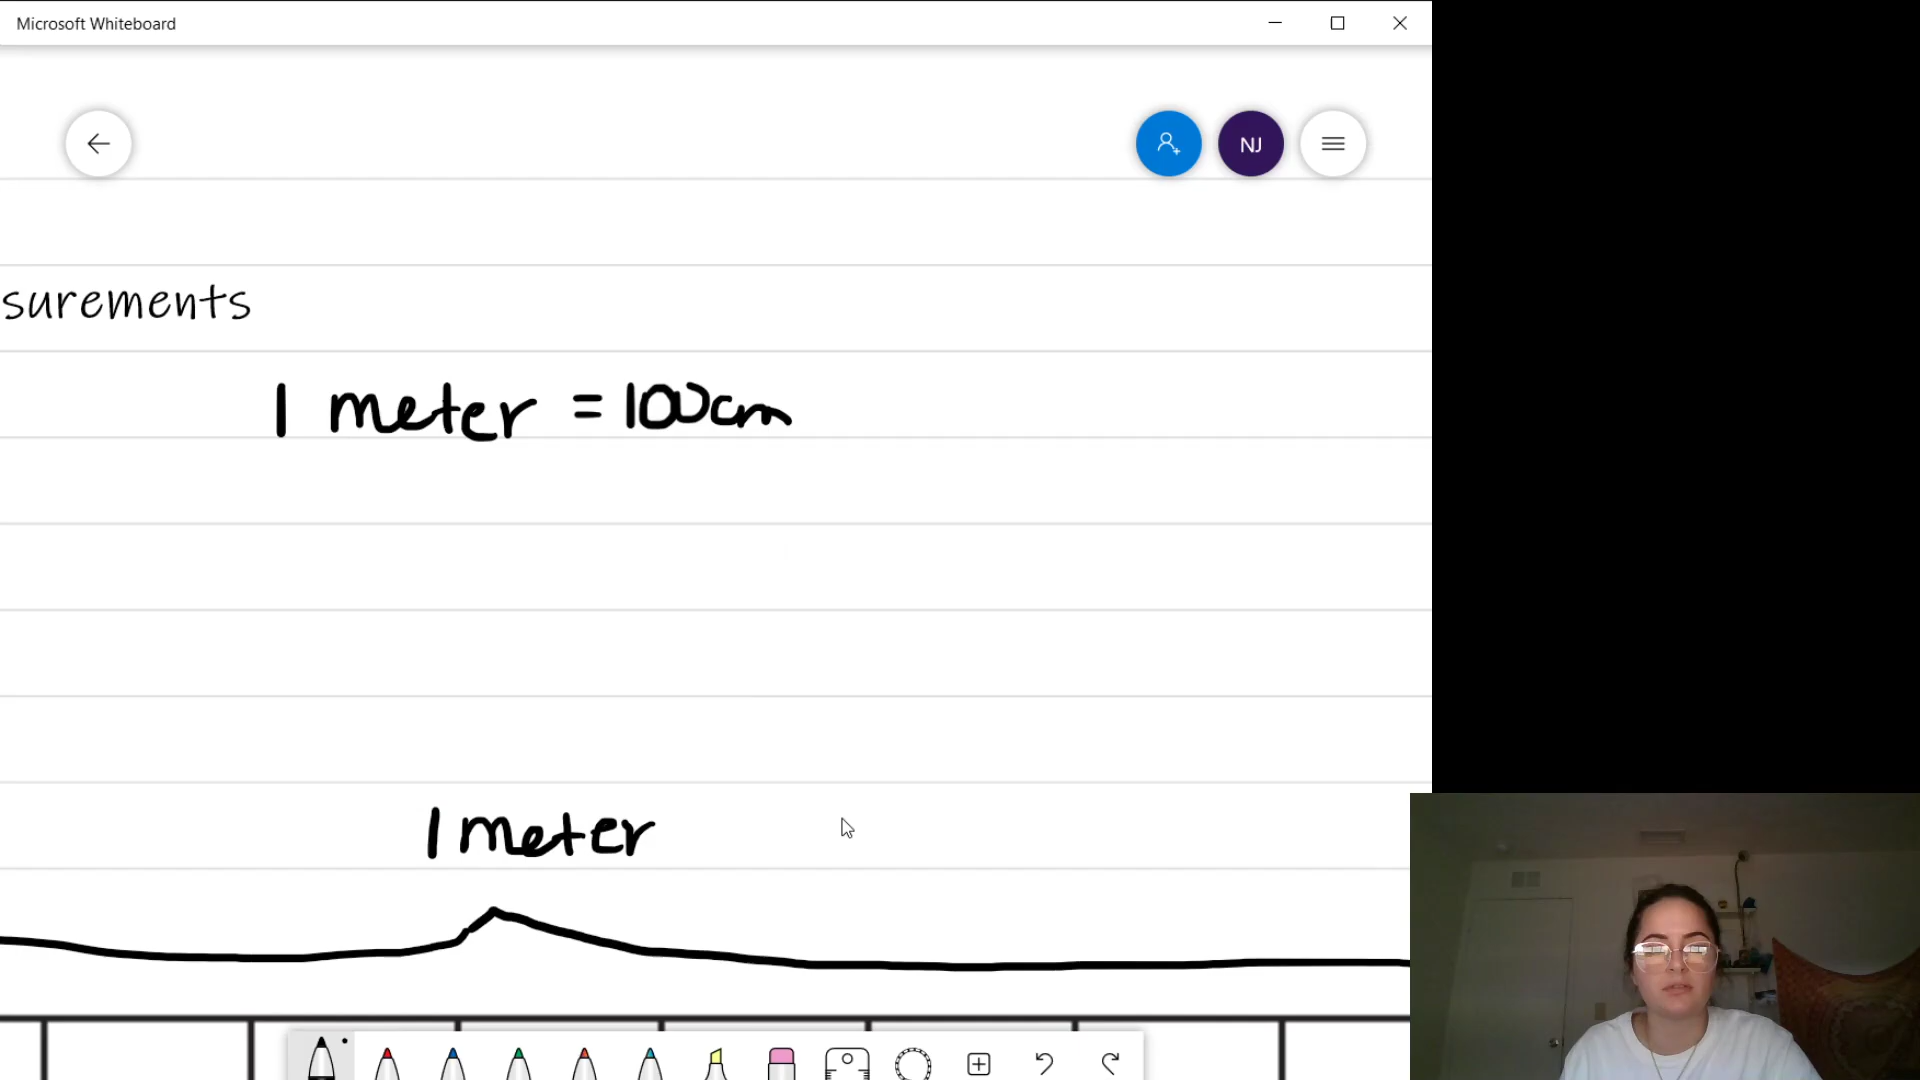 Microsoft Whiteboard
NJ
surements
1 meter = 100cm
1 meter